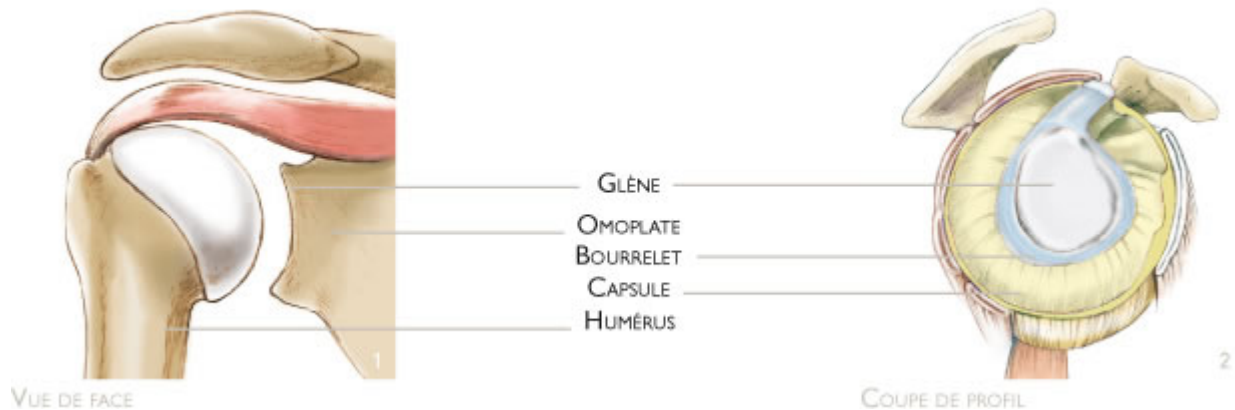 GLÈNE
OMOPLATE
BOURRELET
CAPSULE
HUMÉRUS
1
2
VUE DE FACE
COUPE DE PROFIL